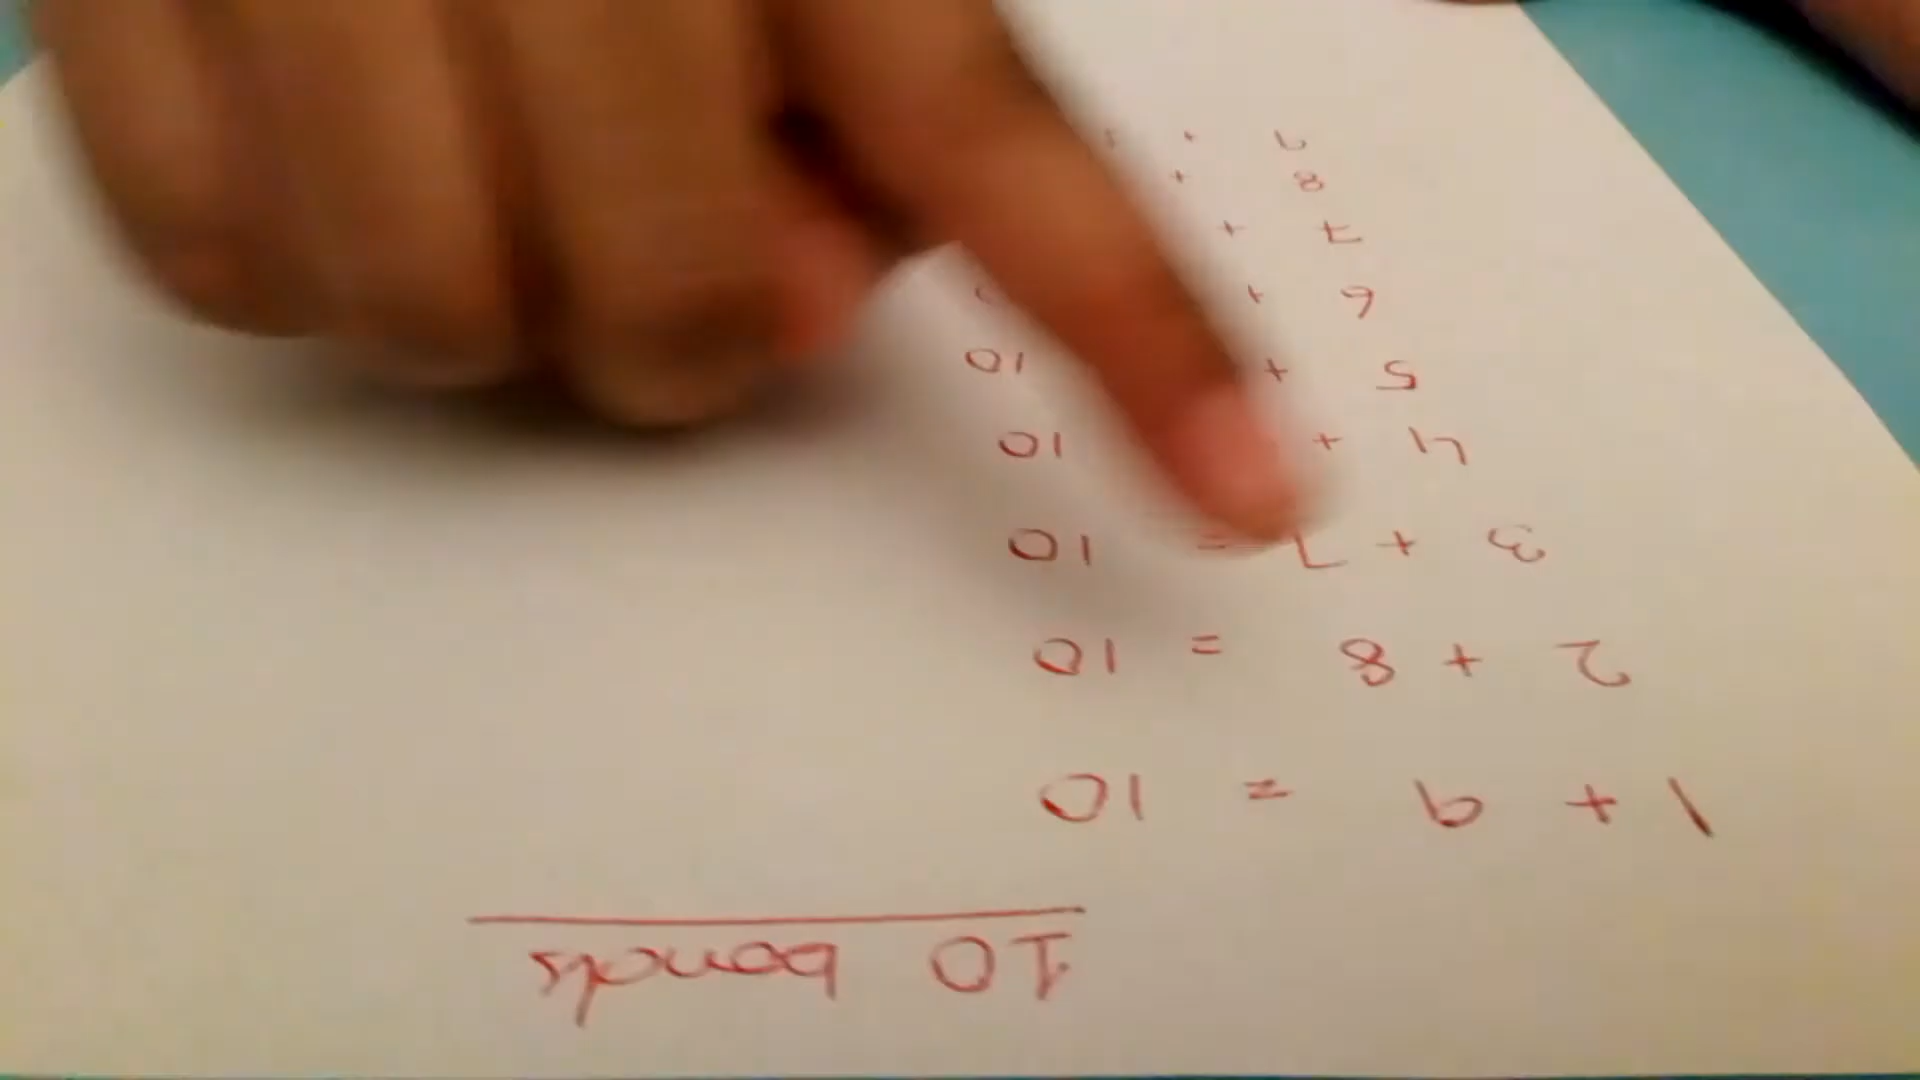 10 bonds
1 + 9 = 10
2 + 8 = 10
3 + 7 = 10
4 + 10
5 + 10
6 +
7 +
8 +
9 +